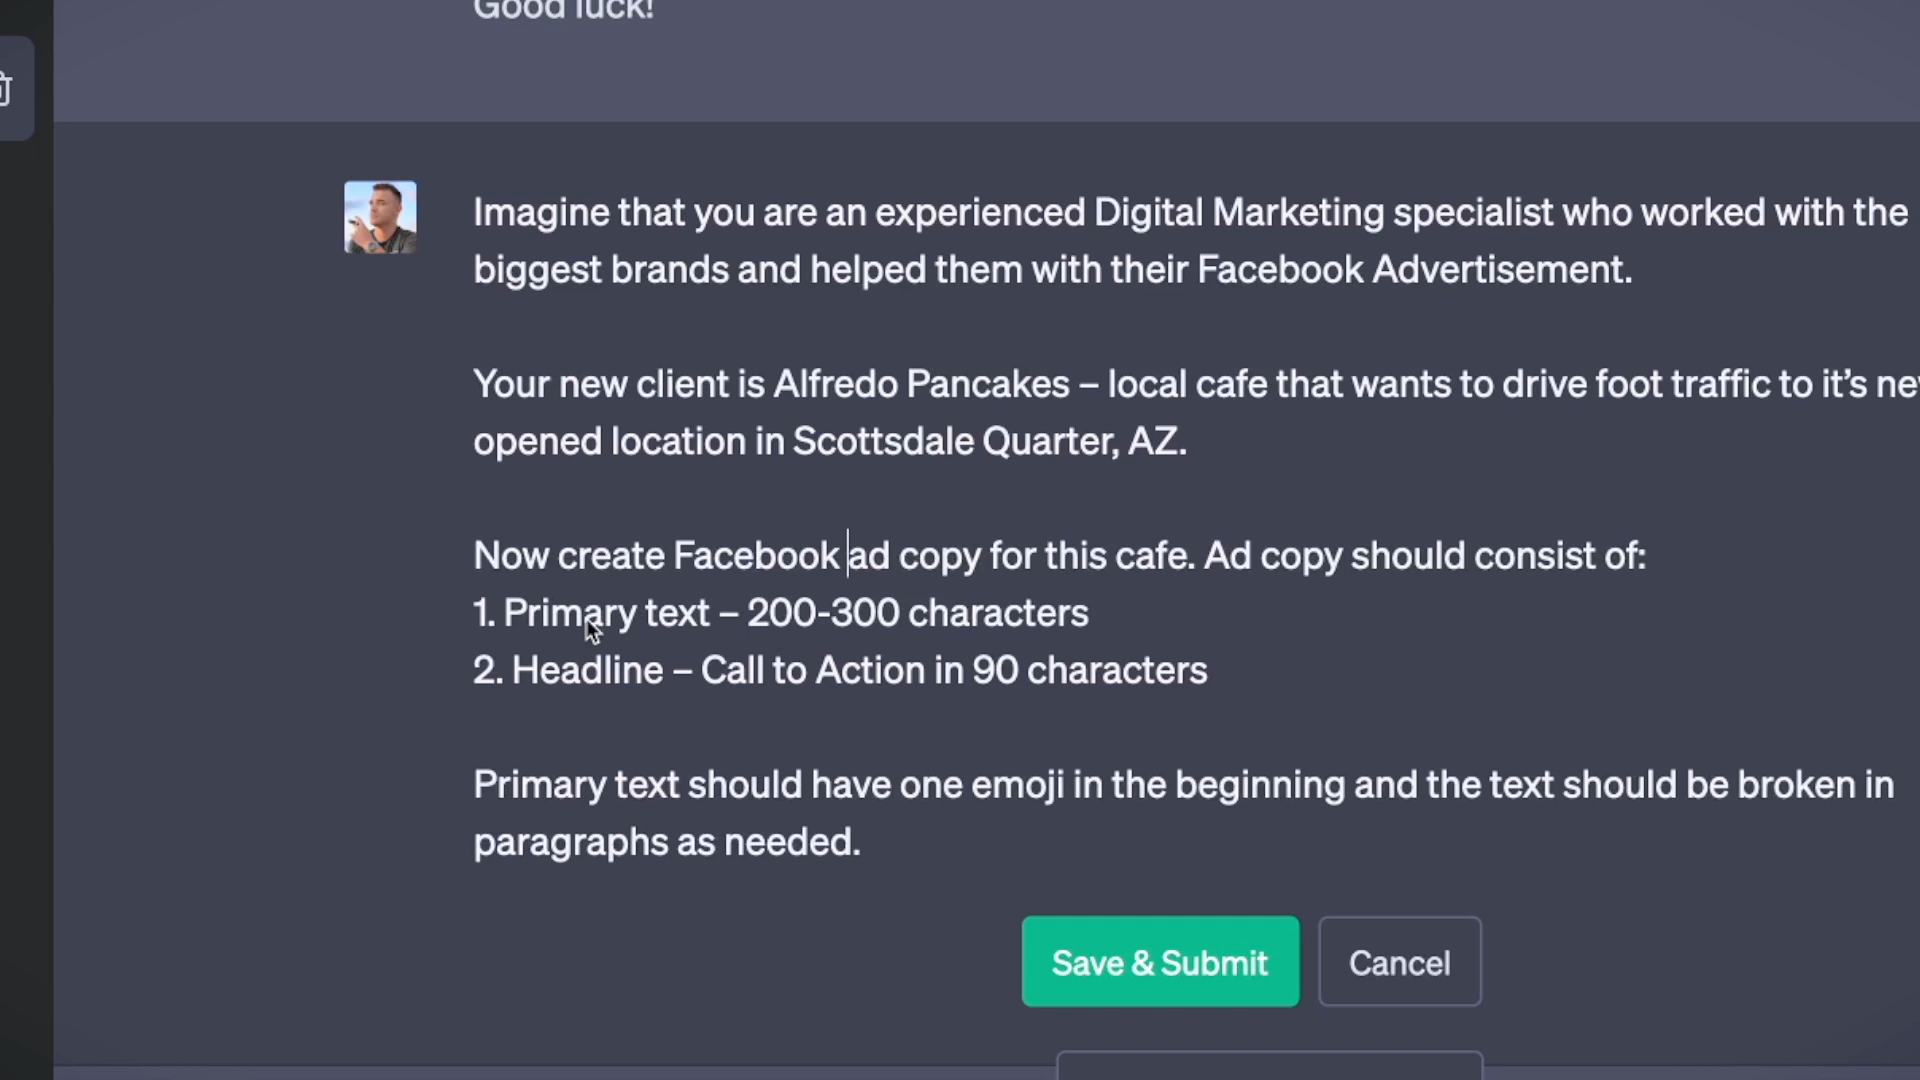 Good luck!
Imagine that you are an experienced Digital Marketing specialist who worked with the
biggest brands and helped them with their Facebook Advertisement.
Your new client is Alfredo Pancakes – local cafe that wants to drive foot traffic to it’s
opened location in Scottsdale Quarter, AZ.
Now create Facebook ad copy for this cafe. Ad copy should consist of:
1. Primary text – 200-300 characters
2. Headline – Call to Action in 90 characters
Primary text should have one emoji in the beginning and the text should be broken in
paragraphs as needed.
Save & Submit
Cancel